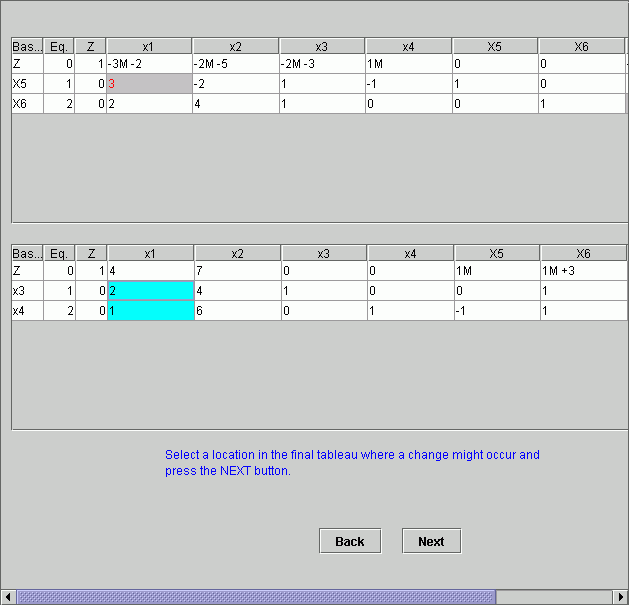 Bas... Eq. Z x1 x2 x3 x4 X5 X6
Z 0 1 -3M -2 -2M -5 -2M -3 1M 0 0 -
X5 1 0 3 -2 1 -1 1 0
X6 2 0 2 4 1 0 0 1
Bas... Eq. Z x1 x2 x3 x4 X5 X6
Z 0 1 4 7 0 0 1M 1M +3
x3 1 0 2 4 1 0 0 1
x4 2 0 1 6 0 1 -1 1
Select a location in the final tableau where a change might occur and
press the NEXT button.
Back Next